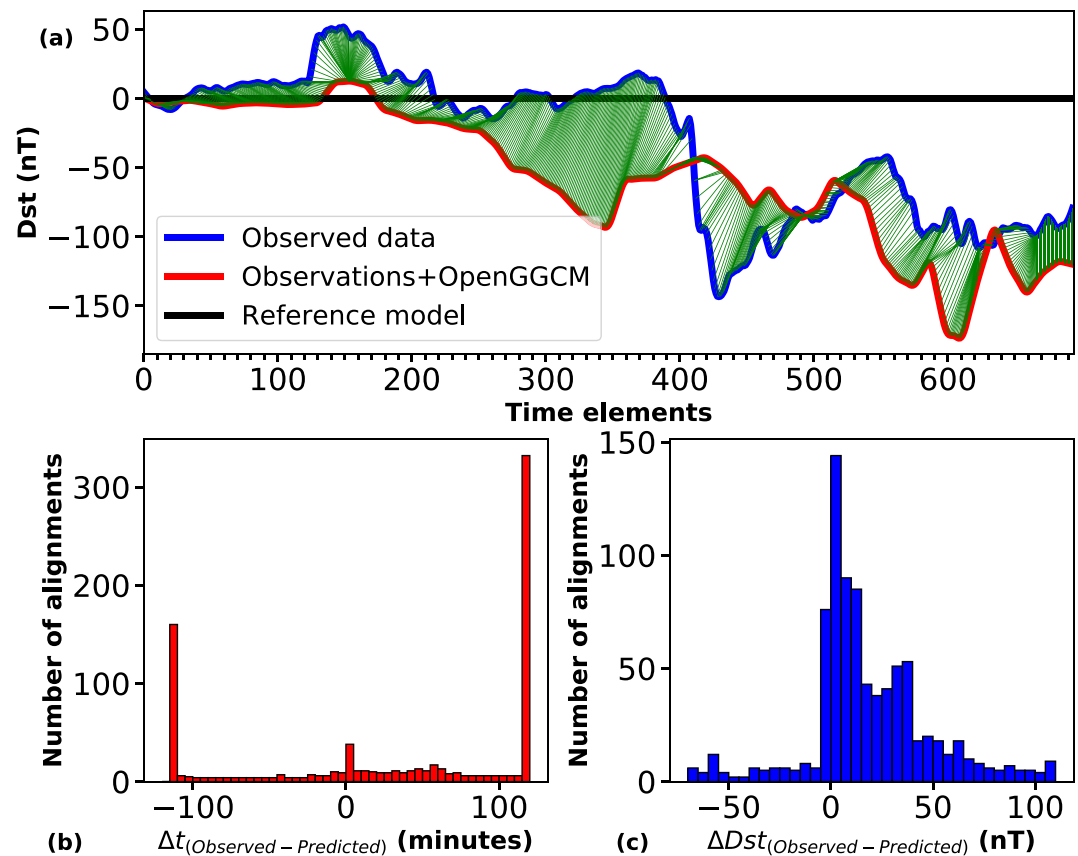 (a)
Dst (nT)
50
0
−50
−100
−150
Observed data
Observations+OpenGGCM
Reference model
0 100 200 300 400 500 600
Time elements
Number of alignments
300
200
100
0
−100 0 100
(b) Δt(Observed − Predicted) (minutes)
Number of alignments
150
100
50
0
−50 0 50 100
(c) ΔDst(Observed − Predicted) (nT)